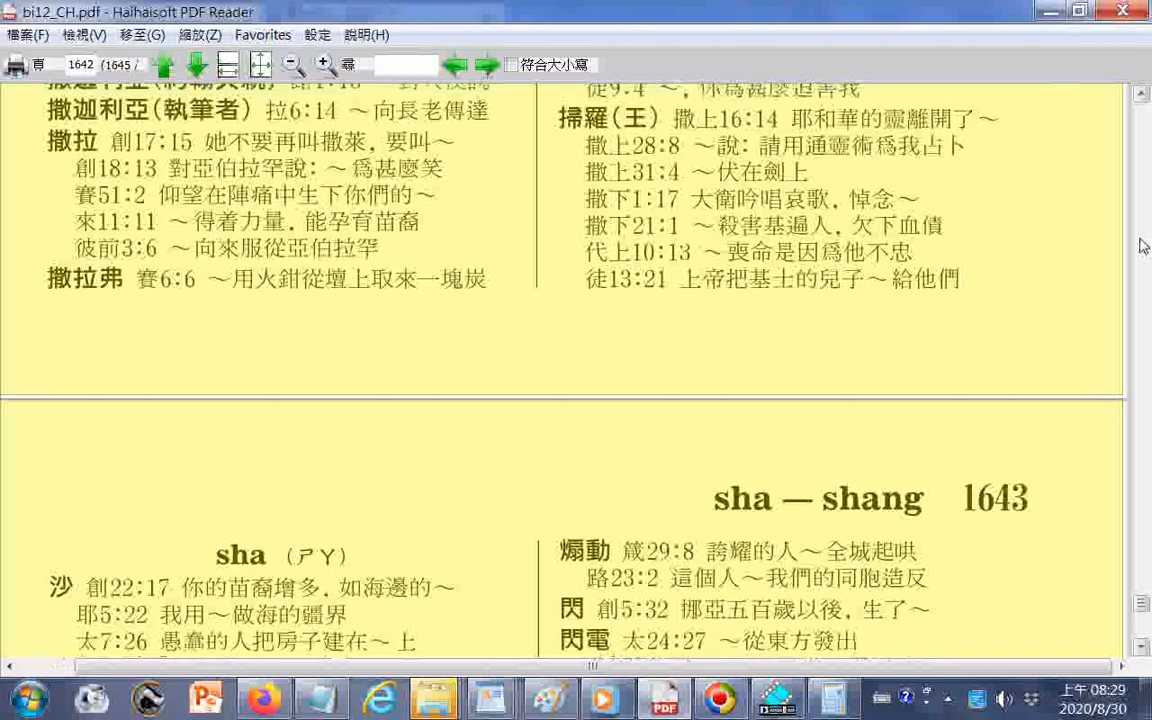 bi12_CH.pdf - Haihaisoft PDF Reader
檔案(F) 檢視(V) 移至(G) 縮放(Z) Favorites 設定 說明(H)
頁 1642 (1645 / 尋 符合大小寫
撒迦利亞(執筆者) 拉6:14 ～向長老傳達
撒拉 創17:15 她不要再叫撒萊，要叫～
創18:13 對亞伯拉罕說：～爲甚麼笑
賽51:2 仰望在陣痛中生下你們的～
來11:11 ～得着力量，能孕育苗裔
彼前3:6 ～向來服從亞伯拉罕
撒拉弗 賽6:6 ～用火鉗從壇上取來一塊炭
徒9:4 ～，你爲甚麼迫害我
掃羅(王) 撒上16:14 耶和華的靈離開了～
撒上28:8 ～說：請用通靈術爲我占卜
撒上31:4 ～伏在劍上
撒下1:17 大衛吟唱哀歌，悼念～
撒下21:1 ～殺害基遍人，欠下血債
代上10:13 ～喪命是因爲他不忠
徒13:21 上帝把基士的兒子～給他們
sha — shang 1643
sha (ㄕㄚ)
沙 創22:17 你的苗裔增多，如海邊的～
耶5:22 我用～做海的疆界
太7:26 愚蠢的人把房子建在～上
煽動 箴29:8 誇耀的人～全城起哄
路23:2 這個人～我們的同胞造反
閃 創5:32 挪亞五百歲以後，生了～
閃電 太24:27 ～從東方發出
上午 08:29
2020/8/30